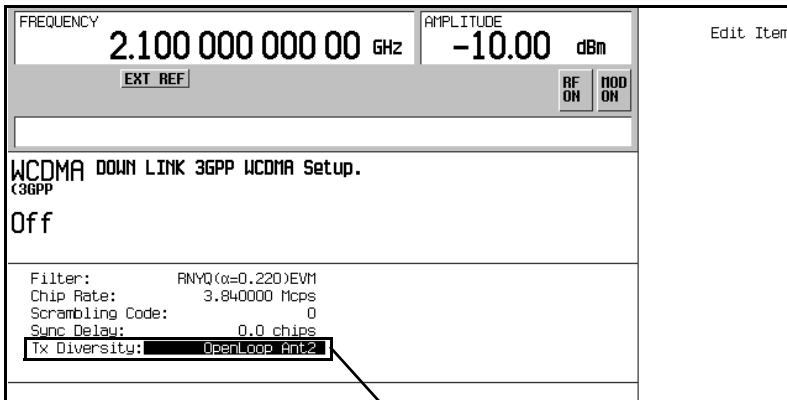 FREQUENCY
2.100 000 000 00 GHz
AMPLITUDE
-10.00 dBm
Edit Item
EXT REF
RF ON
MOD ON
WCDMA DOWN LINK 3GPP WCDMA Setup.
(3GPP
Off
Filter: RNYQ(α=0.220)EVM
Chip Rate: 3.840000 Mcps
Scrambling Code: 0
Sync Delay: 0.0 chips
Tx Diversity: OpenLoop Ant2